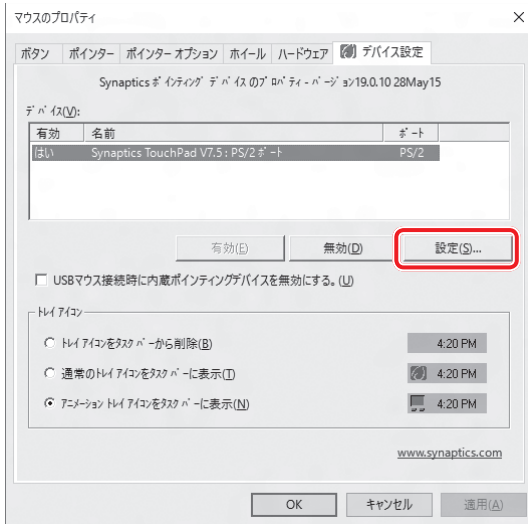 マウスのプロパティ
ボタン ポインター ポインター オプション ホイール ハードウェア デバイス設定
Synaptics ﾎﾟｲﾝﾃｨﾝｸﾞ ﾃﾞﾊﾞｲｽ のﾌﾟﾛﾊﾟﾃｨ - ﾊﾞｰｼﾞｮﾝ19.0.10 28May15
ﾃﾞﾊﾞｲｽ(V):
有効 名前 ﾎﾟｰﾄ
はい Synaptics TouchPad V7.5 : PS/2 ﾎﾟｰﾄ PS/2
有効(E) 無効(D) 設定(S)...
USBマウス接続時に内蔵ポインティングデバイスを無効にする。(U)
ﾄﾚｲ ｱｲｺﾝ
ﾄﾚｲ ｱｲｺﾝをﾀｽｸ ﾊﾞｰから削除(B) 4:20 PM
通常のﾄﾚｲ ｱｲｺﾝをﾀｽｸ ﾊﾞｰに表示(T) 4:20 PM
ｱﾆﾒｰｼｮﾝ ﾄﾚｲ ｱｲｺﾝをﾀｽｸ ﾊﾞｰに表示(N) 4:20 PM
www.synaptics.com
OK キャンセル 適用(A)